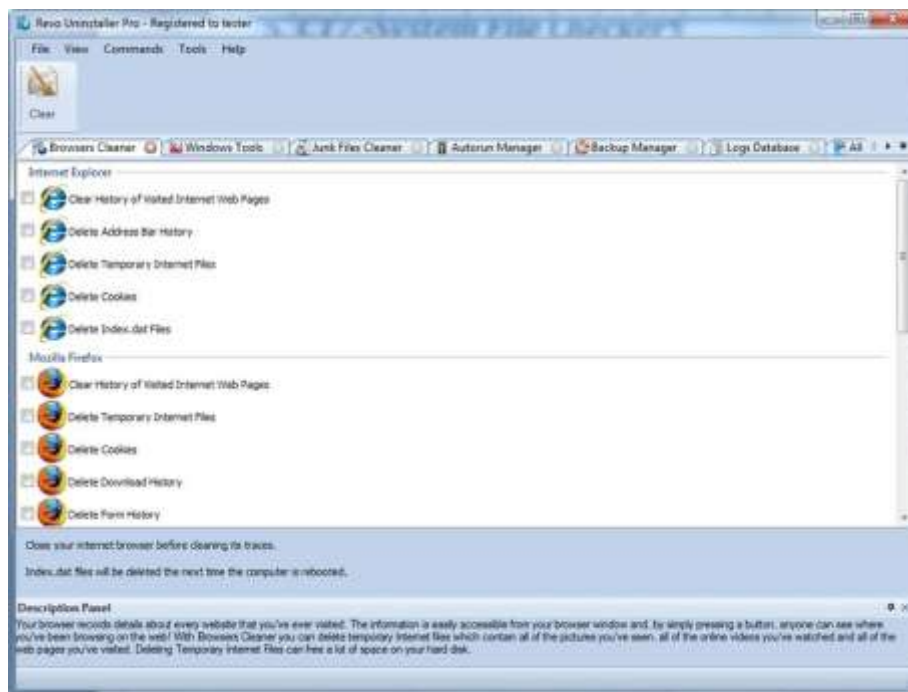 Revo Uninstaller Pro - Registered to tester
File View Commands Tools Help
Clear
Browsers Cleaner Windows Tools Junk Files Cleaner Autorun Manager Backup Manager Logs Database All
Internet Explorer
Clear History of Visited Internet Web Pages
Delete Address Bar History
Delete Temporary Internet Files
Delete Cookies
Delete Index.dat Files
Mozilla Firefox
Clear History of Visited Internet Web Pages
Delete Temporary Internet Files
Delete Cookies
Delete Download History
Delete Form History
Close your internet browser before cleaning its traces.
Index.dat files will be deleted the next time the computer is rebooted.
Description Panel
Your browser records details about every website that you've ever visited. The information is easily accessible from your browser window and, by simply pressing a button, anyone can see where
you've been browsing on the web! With Browsers Cleaner you can delete temporary Internet files which contain all of the pictures you've seen, all of the online videos you've watched and all of the
web pages you've visited. Deleting Temporary Internet Files can free a lot of space on your hard disk.